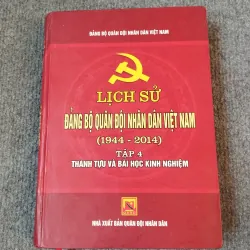 ĐẢNG BỘ QUÂN ĐỘI NHÂN DÂN VIỆT NAM
LỊCH SỬ
ĐẢNG BỘ QUÂN ĐỘI NHÂN DÂN VIỆT NAM
(1944 - 2014)
TẬP 4
THÀNH TỰU VÀ BÀI HỌC KINH NGHIỆM
NHÀ XUẤT BẢN QUÂN ĐỘI NHÂN DÂN